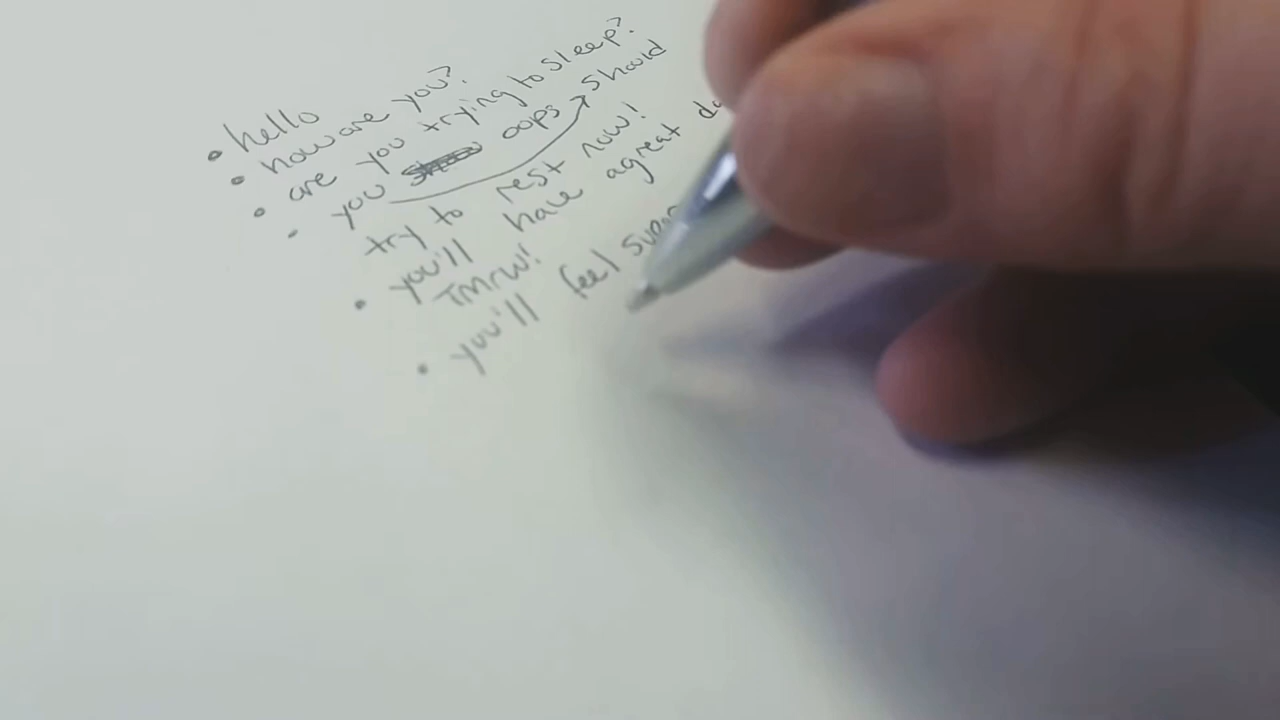 • hello
• how are you?
• are you trying to sleep?
• you oops should
try to rest now!
• you'll have a great
TMrw!
• you'll feel